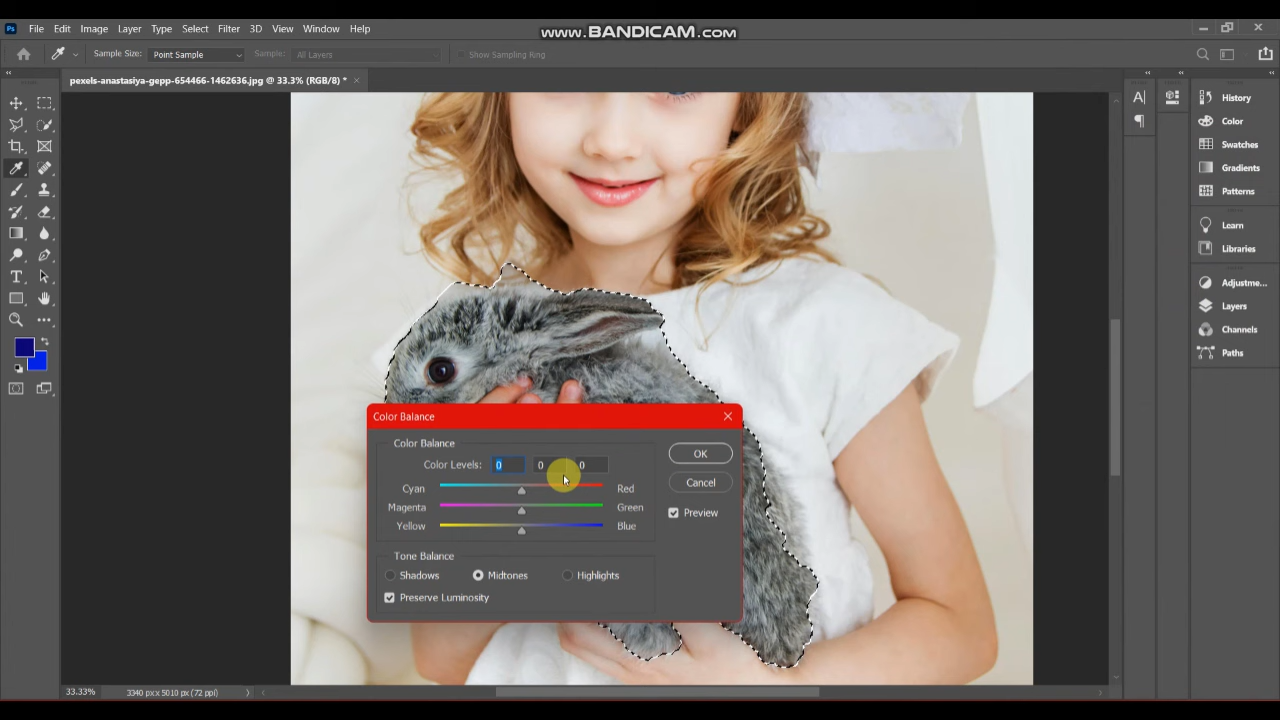 Ps File Edit Image Layer Type Select Filter 3D View Window Help
www.BANDICAM.com
Sample Size: Point Sample Sample: All Layers Show Sampling Ring
pexels-anastasiya-gepp-654466-1462636.jpg @ 33.3% (RGB/8) *
History
Color
Swatches
Gradients
Patterns
Learn
Libraries
Adjustme...
Layers
Channels
Paths
Color Balance
Color Balance
Color Levels: 0 0 0
Cyan Red
Magenta Green
Yellow Blue
Tone Balance
Shadows Midtones Highlights
Preserve Luminosity
OK
Cancel
Preview
33.33% 3340 px x 5010 px (72 ppi)